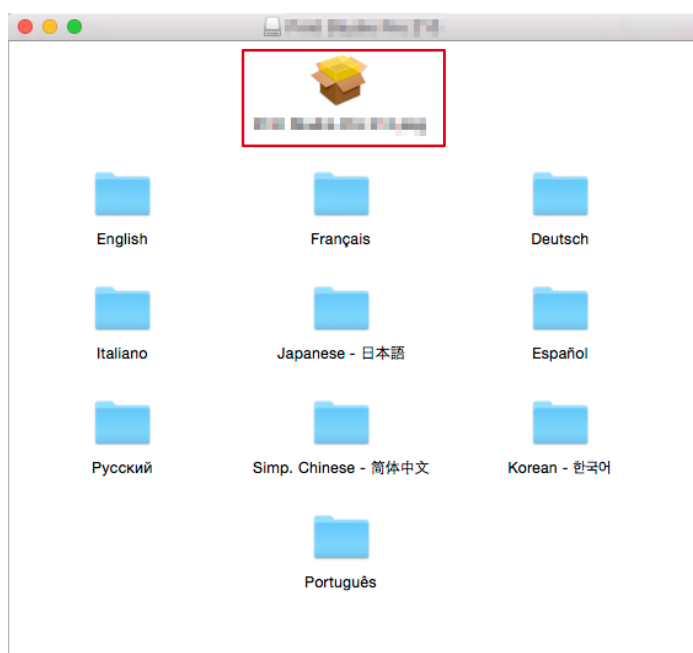 English
Français
Deutsch
Italiano
Japanese - 日本語
Español
Русский
Simp. Chinese - 简体中文
Korean - 한국어
Português